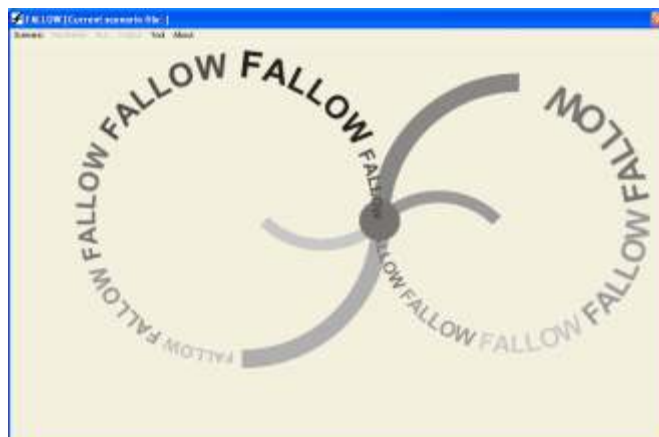 FALLOW [Current scenario file: ]
Scenario Tool About
FALLOW FALLOW FALLOW FALLOW FALLOW FALLOW FALLOW
FALLOW FALLOW FALLOW FALLOW FALLOW FALLOW